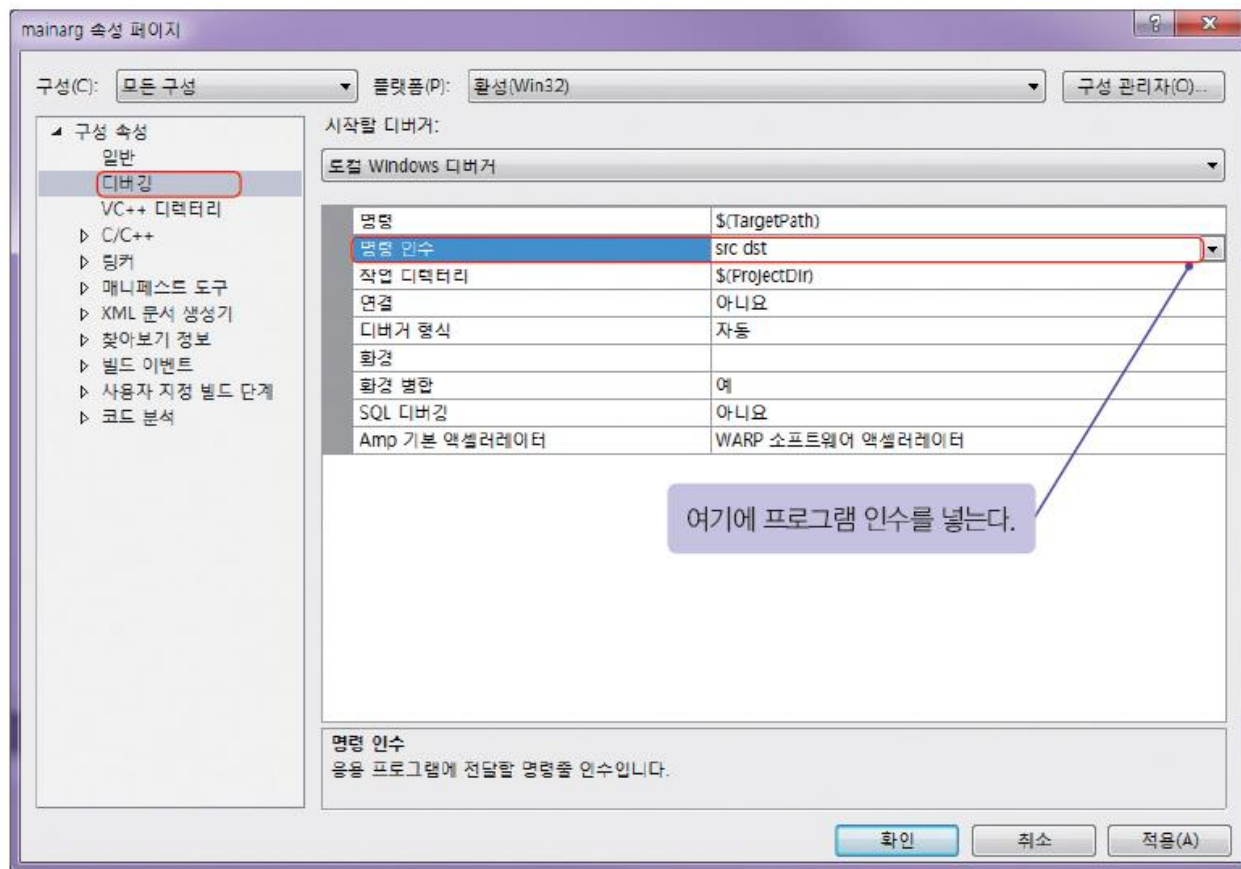 mainarg 속성 페이지
구성(C): 모든 구성 플랫폼(P): 활성(Win32) 구성 관리자(O)...
시작할 디버거:
로컬 Windows 디버거
구성 속성
일반
디버깅
VC++ 디렉터리
C/C++
링커
매니페스트 도구
XML 문서 생성기
찾아보기 정보
빌드 이벤트
사용자 지정 빌드 단계
코드 분석
명령 $(TargetPath)
명령 인수 src dst
작업 디렉터리 $(ProjectDir)
연결 아니요
디버거 형식 자동
환경
환경 병합 예
SQL 디버깅 아니요
Amp 기본 액셀러레이터 WARP 소프트웨어 액셀러레이터
여기에 프로그램 인수를 넣는다.
명령 인수
응용 프로그램에 전달할 명령줄 인수입니다.
확인 취소 적용(A)